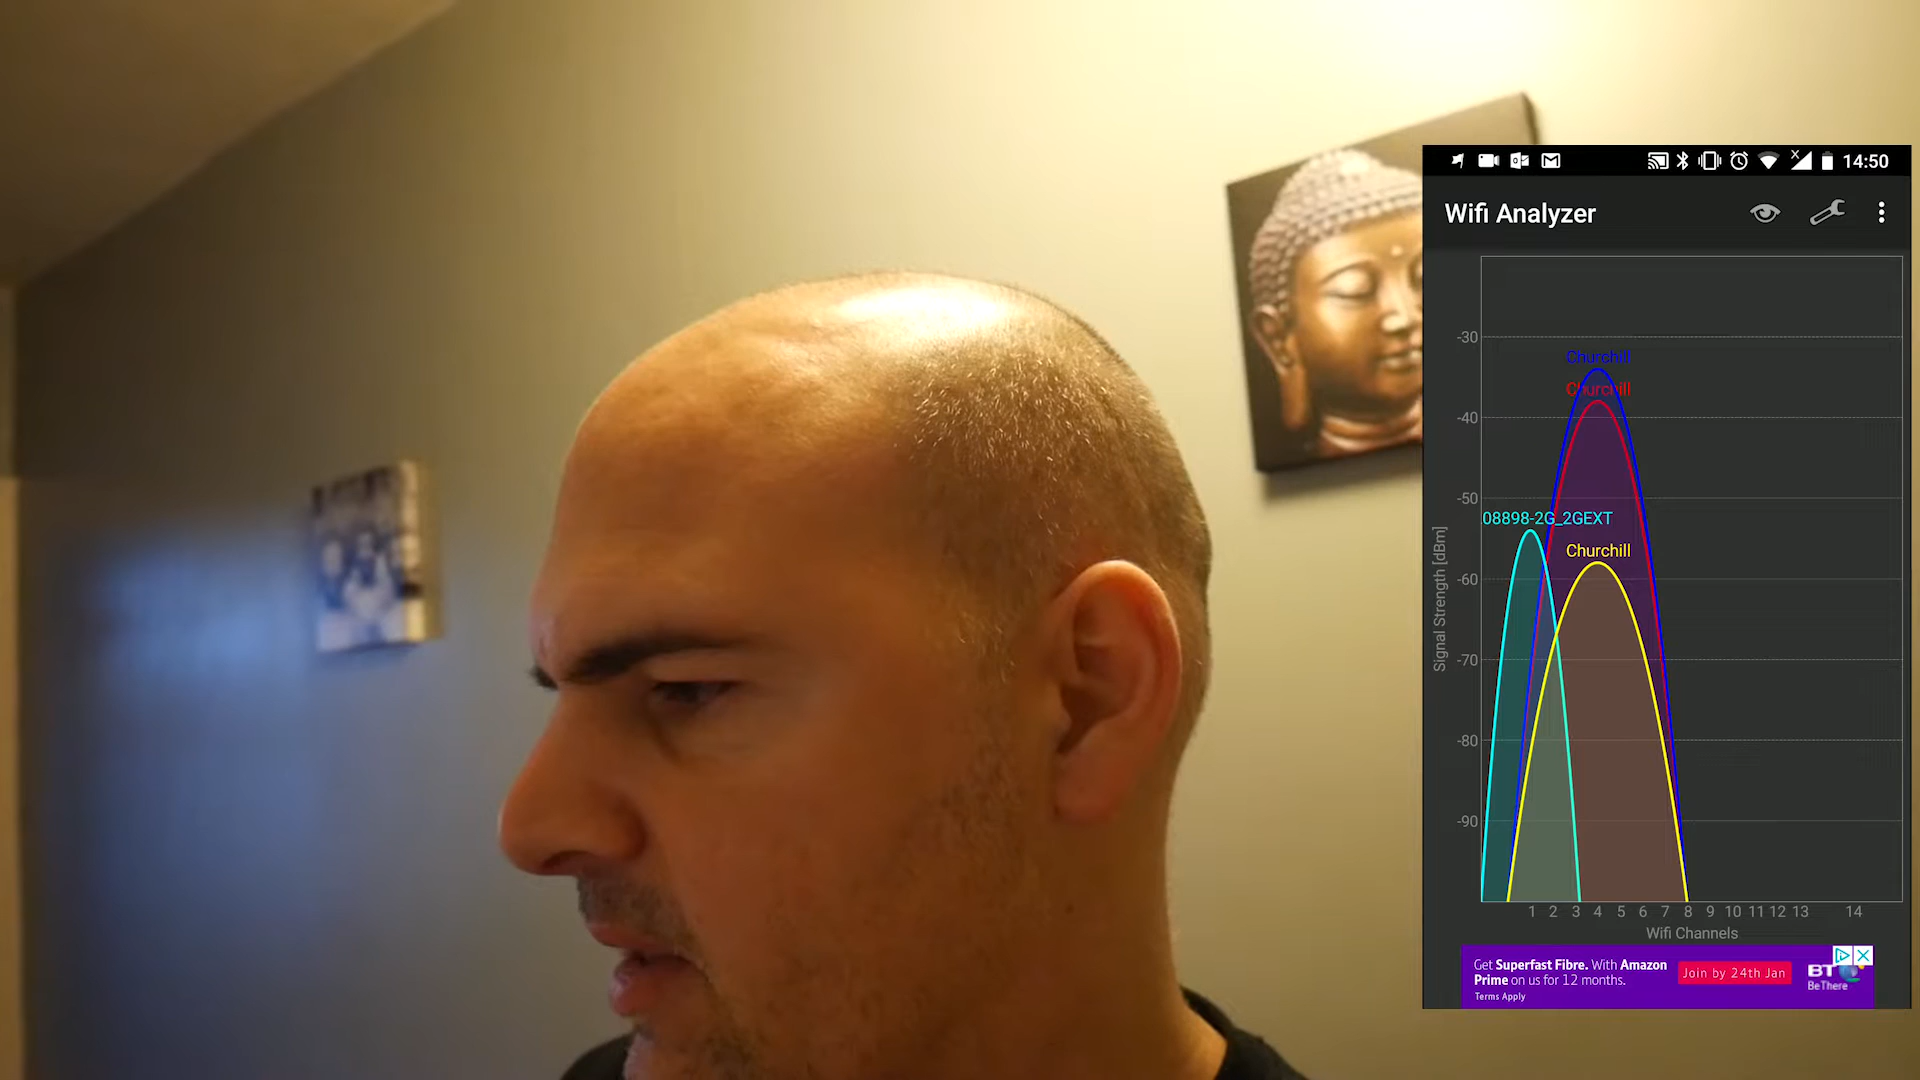 14:50
Wifi Analyzer
-30
Churchill
Churchill
-40
-50
08898-2G_2GEXT
Churchill
-60
-70
-80
-90
Signal Strength [dBm]
1 2 3 4 5 6 7 8 9 10 11 12 13 14
Wifi Channels
Get Superfast Fibre. With Amazon
Prime on us for 12 months.
Terms Apply
Join by 24th Jan
BT
Be There